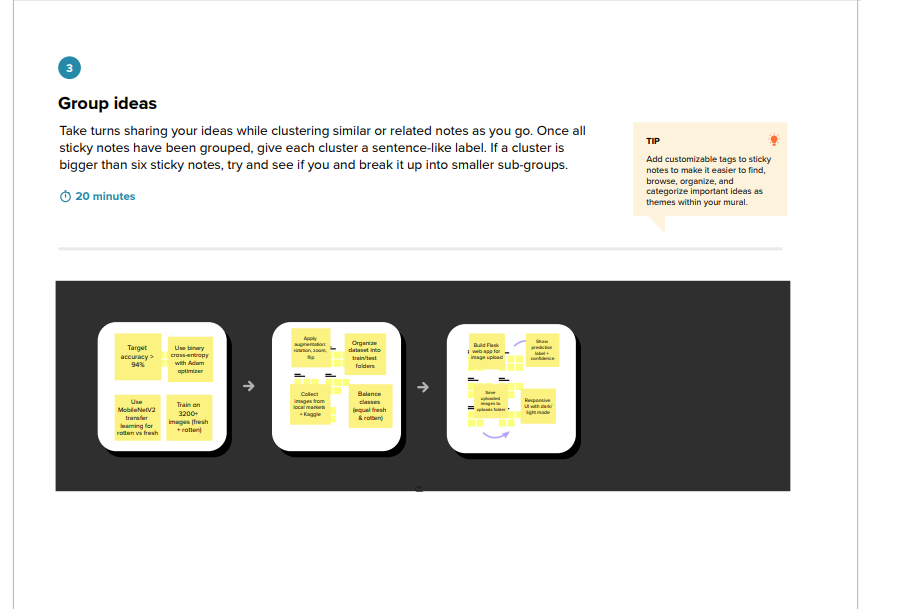 3
Group ideas
Take turns sharing your ideas while clustering similar or related notes as you go. Once all
sticky notes have been grouped, give each cluster a sentence-like label. If a cluster is
bigger than six sticky notes, try and see if you and break it up into smaller sub-groups.
20 minutes
TIP
Add customizable tags to sticky
notes to make it easier to find,
browse, organize, and
categorize important ideas as
themes within your mural.
Target
accuracy >
94%
Use binary
cross-entropy
with Adam
optimizer
Use
MobileNetV2
transfer
learning for
rotten vs fresh
Train on
3200+
images (fresh
+ rotten)
Apply
augmentation:
rotation, zoom,
flip
Organize
dataset into
train/test
folders
Collect
images from
local markets
+ Kaggle
Balance
classes
(equal fresh
& rotten)
Build Flask
web app for
image upload
Show
prediction
label +
confidence
Save
uploaded
images to
uploads folder
Responsive
UI with dark/
light mode